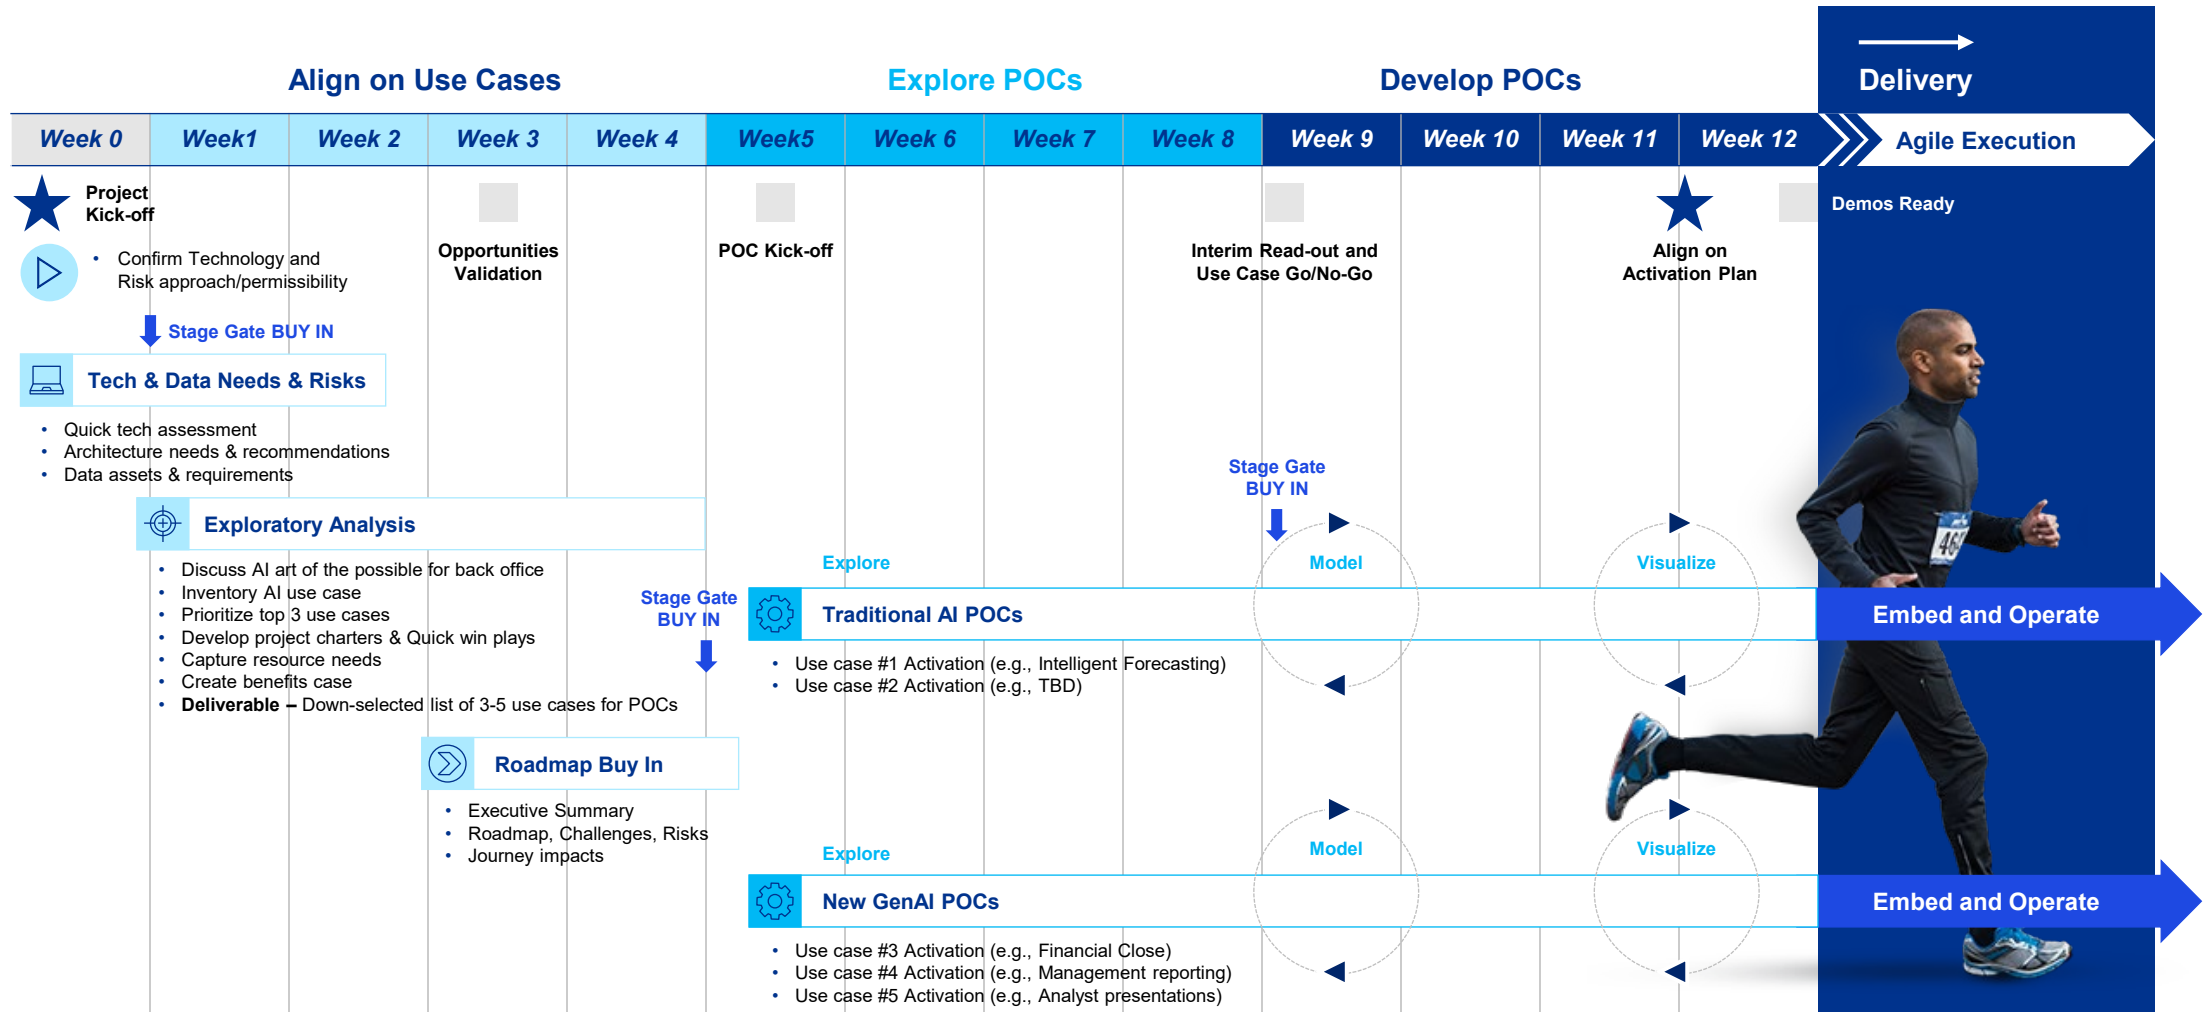 Align on Use Cases
Explore POCs
Develop POCs
Delivery
Week 0
Week1
Week 2
Week 3
Week 4
Week5
Week 6
Week 7
Week 8
Week 9
Week 10
Week 11
Week 12
Agile Execution
Project
Kick-off
Opportunities
Validation
POC Kick-off
Interim Read-out and
Use Case Go/No-Go
Align on
Activation Plan
Demos Ready
• Confirm Technology and
Risk approach/permissibility
Stage Gate BUY IN
Tech & Data Needs & Risks
• Quick tech assessment
• Architecture needs & recommendations
• Data assets & requirements
Exploratory Analysis
• Discuss AI art of the possible for back office
• Inventory AI use case
• Prioritize top 3 use cases
• Develop project charters & Quick win plays
• Capture resource needs
• Create benefits case
• Deliverable – Down-selected list of 3-5 use cases for POCs
Stage Gate
BUY IN
Roadmap Buy In
• Executive Summary
• Roadmap, Challenges, Risks
• Journey impacts
Stage Gate
BUY IN
Explore
Model
Visualize
Traditional AI POCs
Embed and Operate
• Use case #1 Activation (e.g., Intelligent Forecasting)
• Use case #2 Activation (e.g., TBD)
Explore
Model
Visualize
New GenAI POCs
Embed and Operate
• Use case #3 Activation (e.g., Financial Close)
• Use case #4 Activation (e.g., Management reporting)
• Use case #5 Activation (e.g., Analyst presentations)